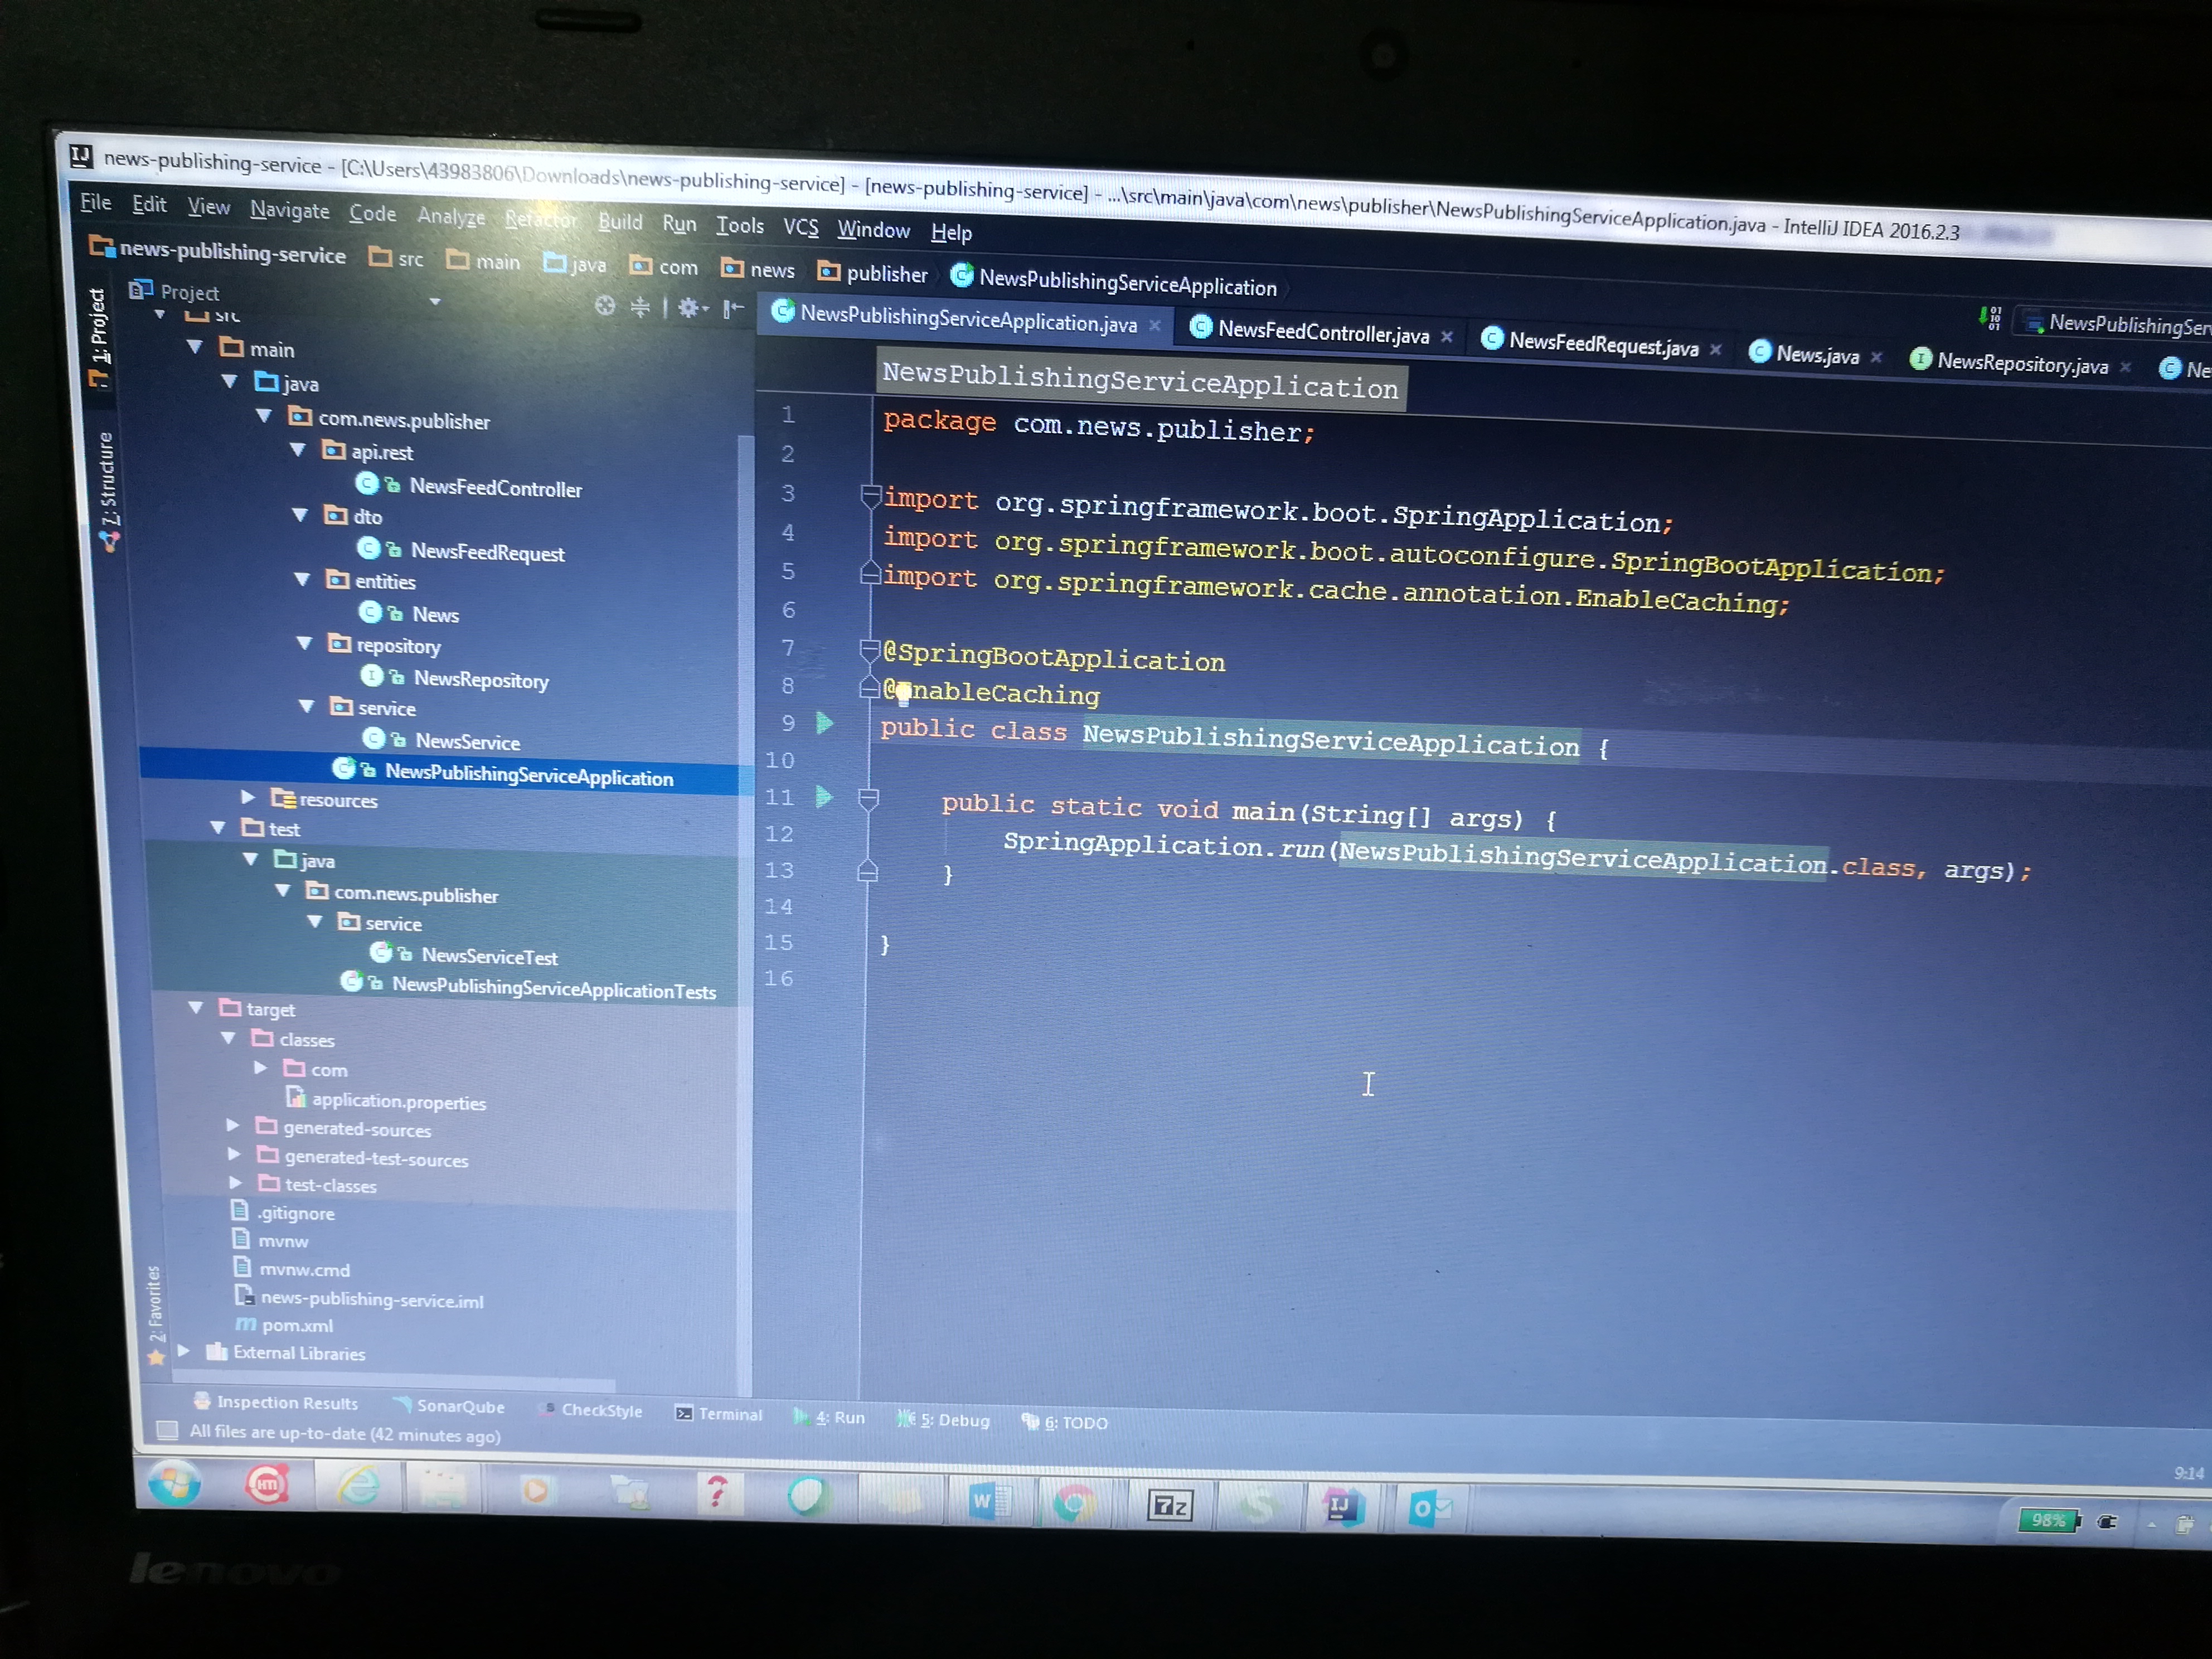 news-publishing-service - [C:\Users\43983806\Downloads\news-publishing-service] - [news-publishing-service] - ...\src\main\java\com\news\publisher\NewsPublishingServiceApplication.java - IntelliJ IDEA 2016.2.3
File Edit View Navigate Code Analyze Refactor Build Run Tools VCS Window Help
news-publishing-service src main java com news publisher NewsPublishingServiceApplication
NewsPublishingSer
1: Project
7: Structure
2: Favorites
Project
src
main
java
com.news.publisher
api.rest
NewsFeedController
dto
NewsFeedRequest
entities
News
repository
NewsRepository
service
NewsService
NewsPublishingServiceApplication
resources
test
java
com.news.publisher
service
NewsServiceTest
NewsPublishingServiceApplicationTests
target
classes
com
application.properties
generated-sources
generated-test-sources
test-classes
.gitignore
mvnw
mvnw.cmd
news-publishing-service.iml
pom.xml
External Libraries
NewsPublishingServiceApplication.java NewsFeedController.java NewsFeedRequest.java News.java NewsRepository.java Ne
NewsPublishingServiceApplication
1 package com.news.publisher;
2
3 import org.springframework.boot.SpringApplication;
4 import org.springframework.boot.autoconfigure.SpringBootApplication;
5 import org.springframework.cache.annotation.EnableCaching;
6
7 @SpringBootApplication
8 @EnableCaching
9 public class NewsPublishingServiceApplication {
10
11 public static void main(String[] args) {
12 SpringApplication.run(NewsPublishingServiceApplication.class, args);
13 }
14
15 }
16
Inspection Results SonarQube CheckStyle Terminal 4: Run 5: Debug 6: TODO
All files are up-to-date (42 minutes ago)
9:14
98%
lenovo